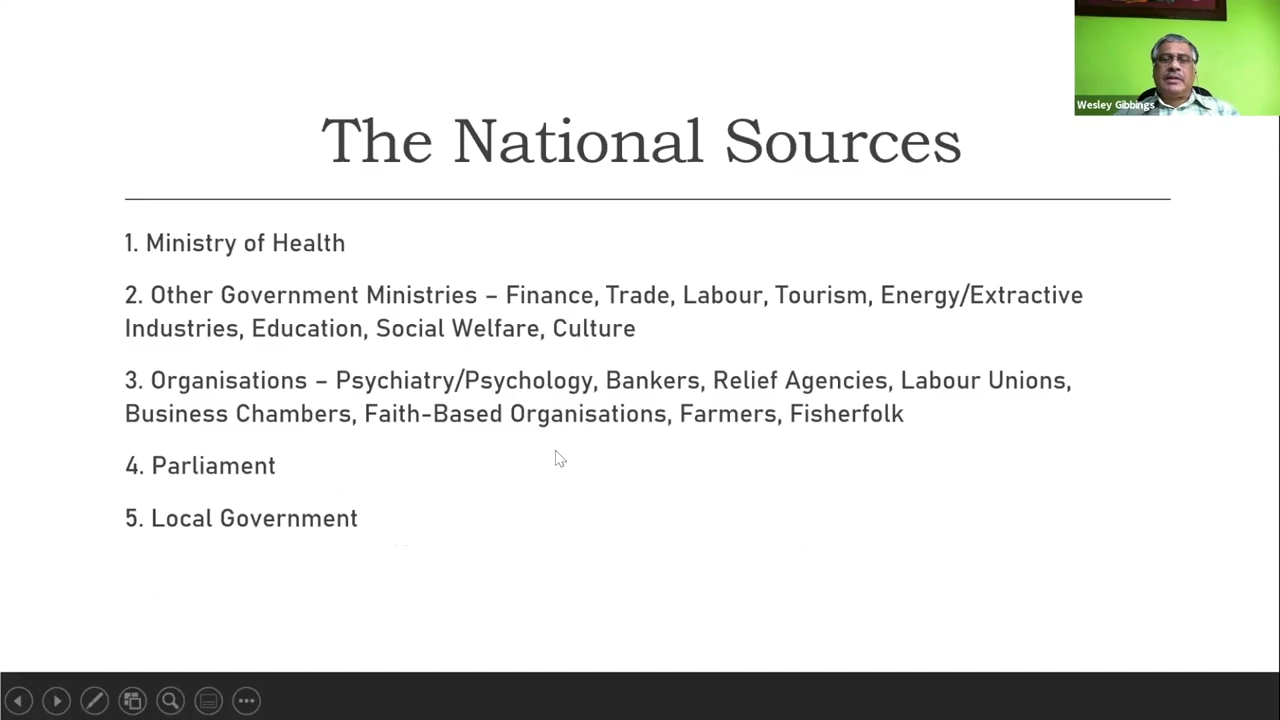 Wesley Gibbings
The National Sources
1. Ministry of Health
2. Other Government Ministries – Finance, Trade, Labour, Tourism, Energy/Extractive
Industries, Education, Social Welfare, Culture
3. Organisations – Psychiatry/Psychology, Bankers, Relief Agencies, Labour Unions,
Business Chambers, Faith-Based Organisations, Farmers, Fisherfolk
4. Parliament
5. Local Government